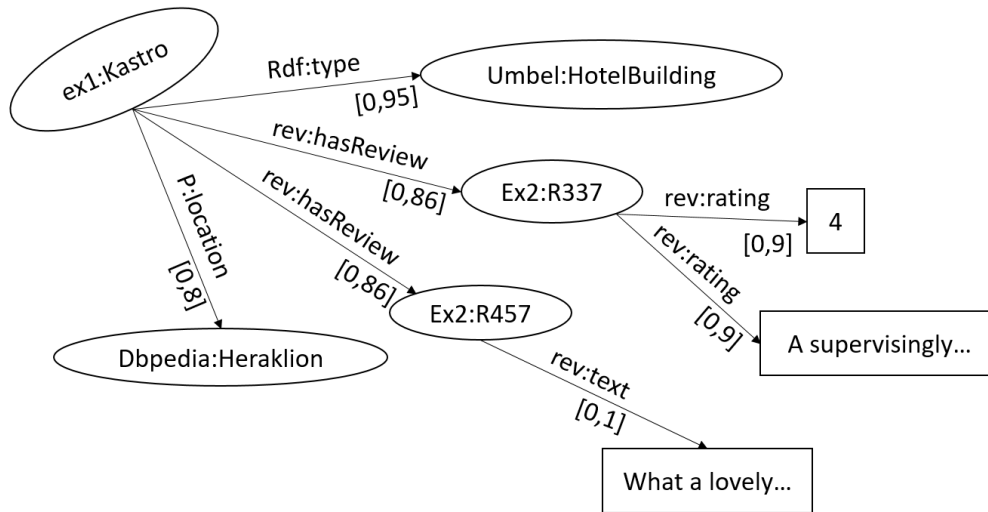 ex1:Kastro
Rdf:type
[0,95]
Umbel:HotelBuilding
rev:hasReview
[0,86]
Ex2:R337
rev:rating
[0,9]
4
rev:rating
[0,9]
A supervisingly...
rev:hasReview
[0,86]
Ex2:R457
P:location
[0,8]
Dbpedia:Heraklion
rev:text
[0,1]
What a lovely...